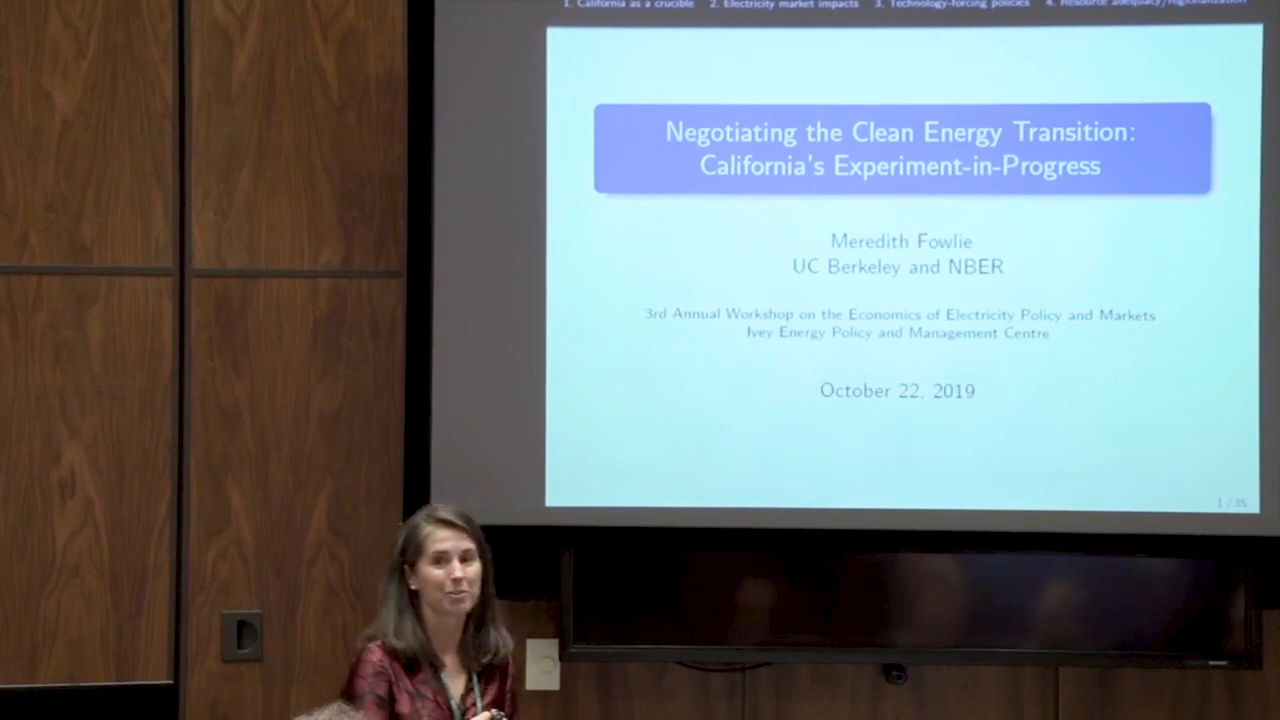 1. California as a crucible 2. Electricity market impacts 3. Technology-forcing policies 4. Resource adequacy/regionalization
Negotiating the Clean Energy Transition:
California's Experiment-in-Progress
Meredith Fowlie
UC Berkeley and NBER
3rd Annual Workshop on the Economics of Electricity Policy and Markets
Ivey Energy Policy and Management Centre
October 22, 2019
1 / 35